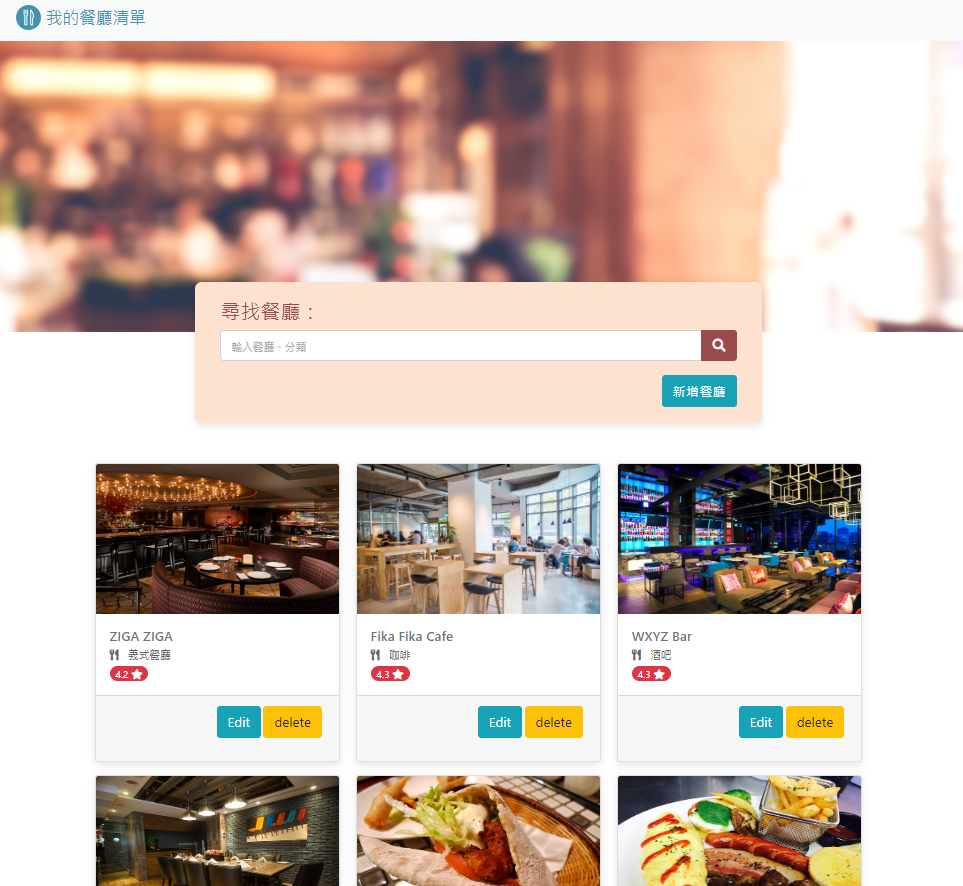 我的餐廳清單
尋找餐廳：
輸入餐廳、分類
新增餐廳
ZIGA ZIGA
義式餐廳
4.2
Edit delete
Fika Fika Cafe
咖啡
4.3
Edit delete
WXYZ Bar
酒吧
4.3
Edit delete